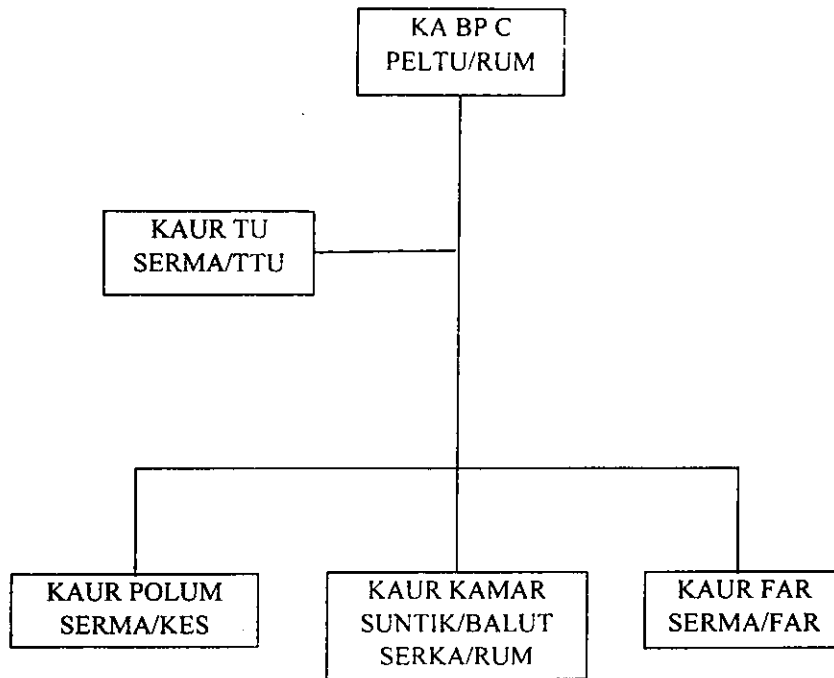 KA BP C
PELTU/RUM
KAUR TU
SERMA/TTU
KAUR POLUM
SERMA/KES
KAUR KAMAR
SUNTIK/BALUT
SERKA/RUM
KAUR FAR
SERMA/FAR